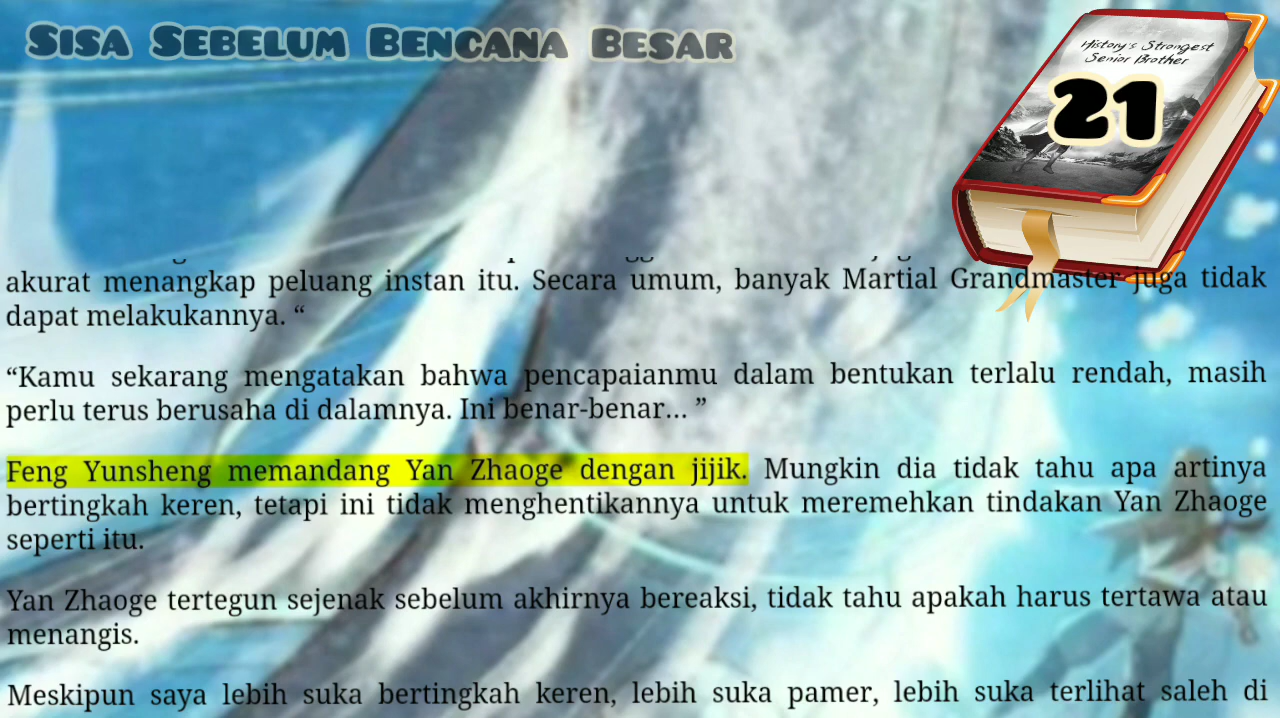 Sisa Sebelum Bencana Besar
History's Strongest
Senior Brother
21
akurat menangkap peluang instan itu. Secara umum, banyak Martial Grandmaster juga tidak
dapat melakukannya. “
“Kamu sekarang mengatakan bahwa pencapaianmu dalam bentukan terlalu rendah, masih
perlu terus berusaha di dalamnya. Ini benar-benar… ”
Feng Yunsheng memandang Yan Zhaoge dengan jijik. Mungkin dia tidak tahu apa artinya
bertingkah keren, tetapi ini tidak menghentikannya untuk meremehkan tindakan Yan Zhaoge
seperti itu.
Yan Zhaoge tertegun sejenak sebelum akhirnya bereaksi, tidak tahu apakah harus tertawa atau
menangis.
Meskipun saya lebih suka bertingkah keren, lebih suka pamer, lebih suka terlihat saleh di